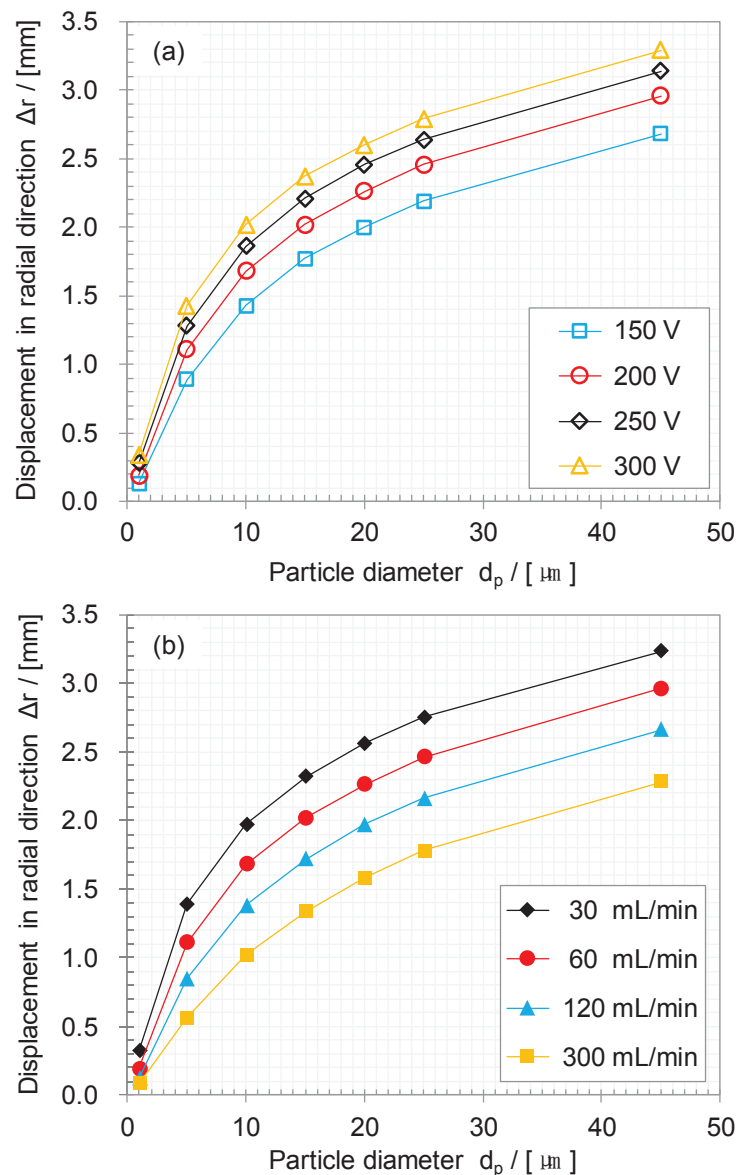 (a)
Displacement in radial direction Δr / [mm]
3.5
3.0
2.5
2.0
1.5
1.0
0.5
0.0
150 V
200 V
250 V
300 V
0 10 20 30 40 50
Particle diameter dp / [ ㎛ ]
(b)
Displacement in radial direction Δr / [mm]
3.5
3.0
2.5
2.0
1.5
1.0
0.5
0.0
30 mL/min
60 mL/min
120 mL/min
300 mL/min
0 10 20 30 40 50
Particle diameter dp / [ ㎛ ]